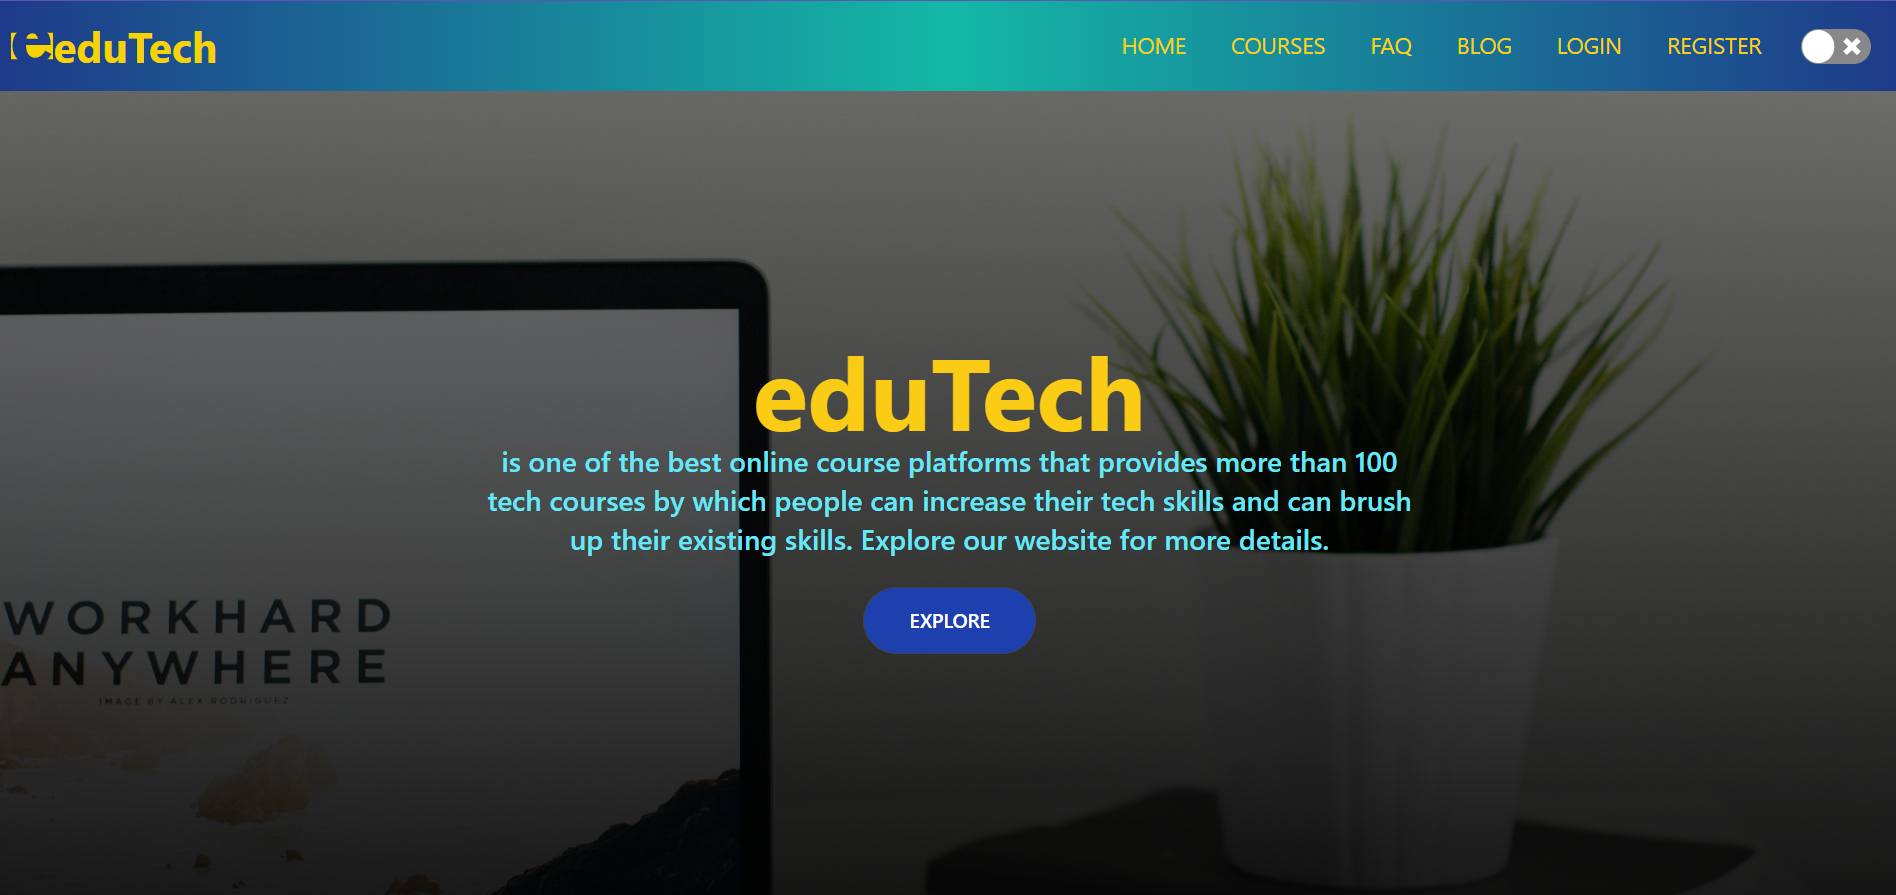 eeduTech
HOME COURSES FAQ BLOG LOGIN REGISTER
eduTech
is one of the best online course platforms that provides more than 100
tech courses by which people can increase their tech skills and can brush
up their existing skills. Explore our website for more details.
EXPLORE
WORKHARD
ANYWHERE
IMAGE BY ALEX RODRIGUEZ